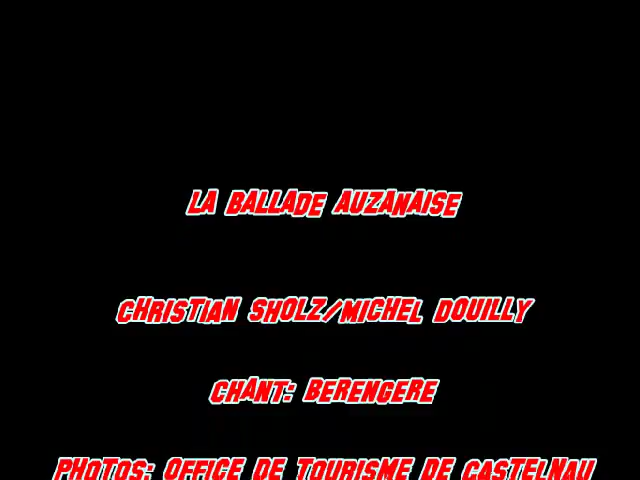 LA BALLADE AUZANAISE
CHRISTIAN SHOLZ/MICHEL DOUILLY
CHANT: BERENGERE
PHOTOS: OFFICE DE TOURISME DE CASTELNAU